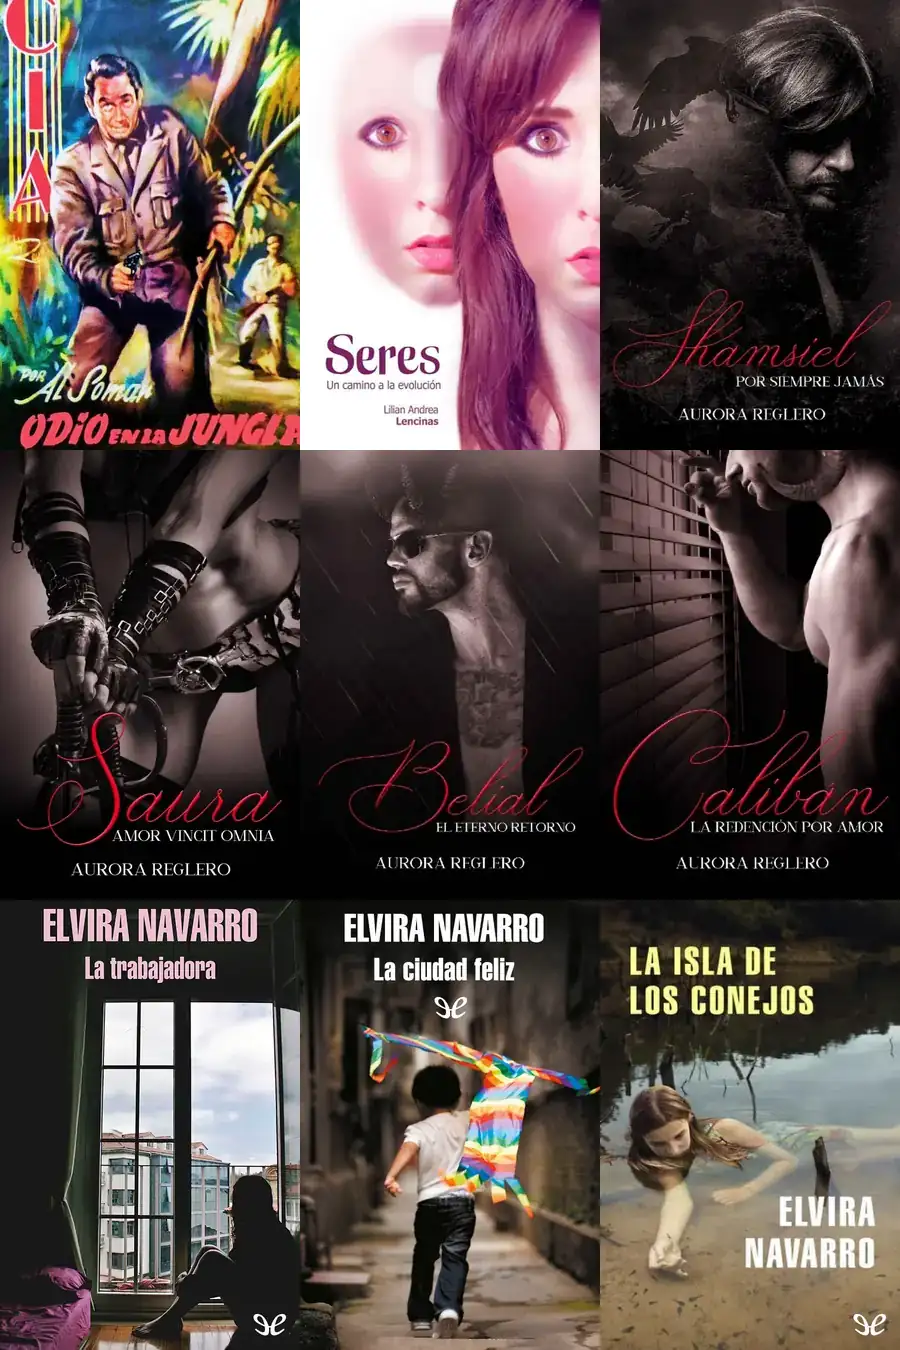 CIA
POR
Al Soman
ODIO EN LA JUNGLA
Seres
Un camino a la evolución
Lilian Andrea
Lencinas
Shamsiel
POR SIEMPRE JAMÁS
AURORA REGLERO
Saura
AMOR VINCIT OMNIA
AURORA REGLERO
Belial
EL ETERNO RETORNO
AURORA REGLERO
Calibán
LA REDENCIÓN POR AMOR
AURORA REGLERO
ELVIRA NAVARRO
La trabajadora
ELVIRA NAVARRO
La ciudad feliz
LA ISLA DE
LOS CONEJOS
ELVIRA
NAVARRO